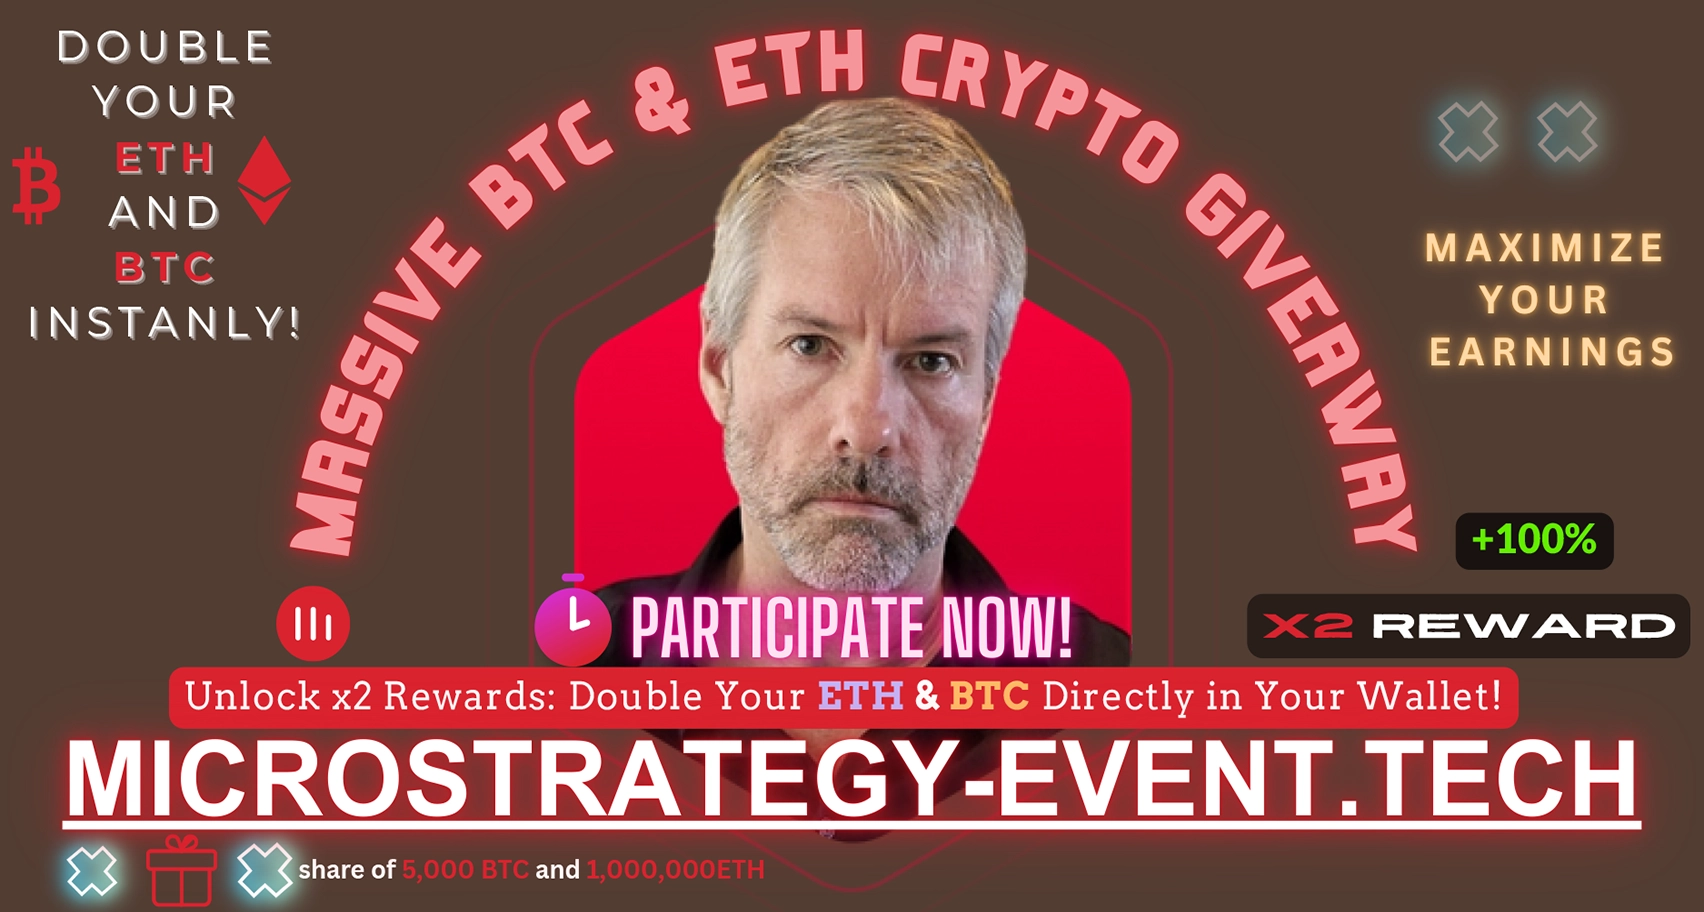 MASSIVE BTC & ETH CRYPTO GIVERWAY
DOUBLE
YOUR
ETH
AND
BTC
INSTANLY!
MAXIMIZE
YOUR
EARNINGS
+100%
X2 REWARD
PARTICIPATE NOW!
Unlock x2 Rewards: Double Your ETH & BTC Directly in Your Wallet!
MICROSTRATEGY-EVENT.TECH
share of 5,000 BTC and 1,000,000ETH